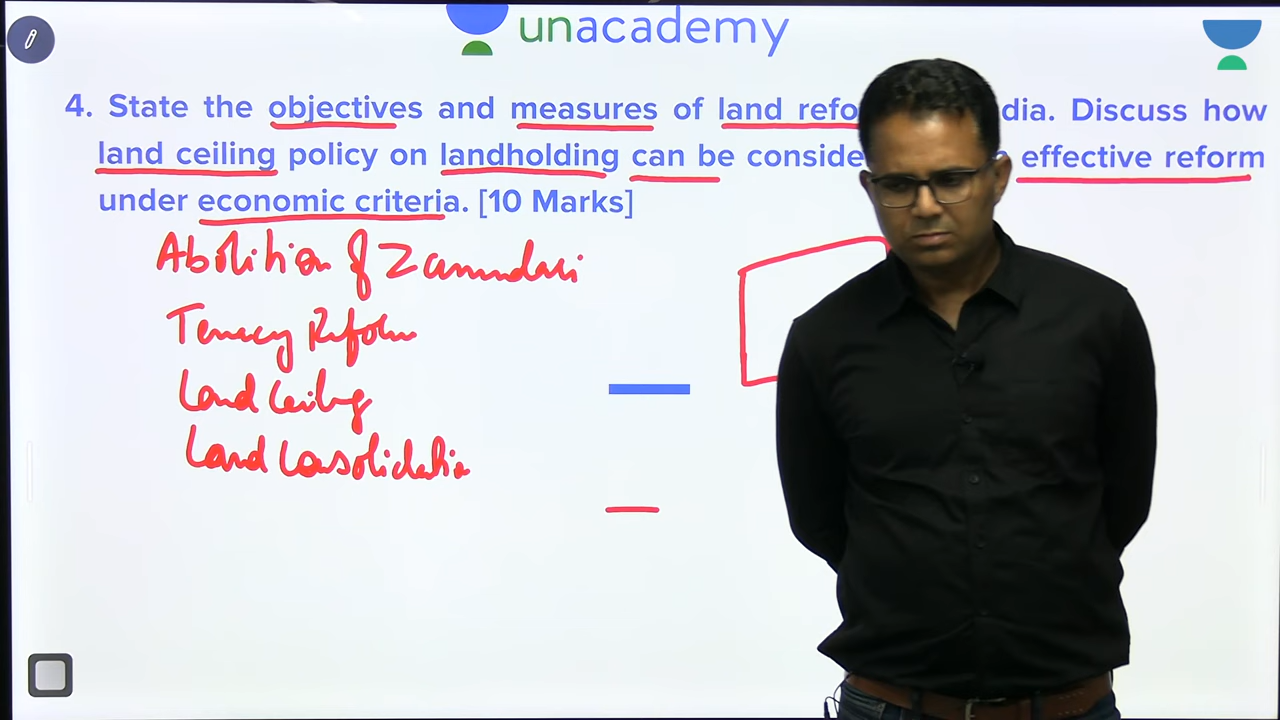 unacademy
4. State the objectives and measures of land refo dia. Discuss how
land ceiling policy on landholding can be conside effective reform
under economic criteria. [10 Marks]
Abolition of Zamindari
Tenacy Reform
Land Ceiling
Land Consolidation